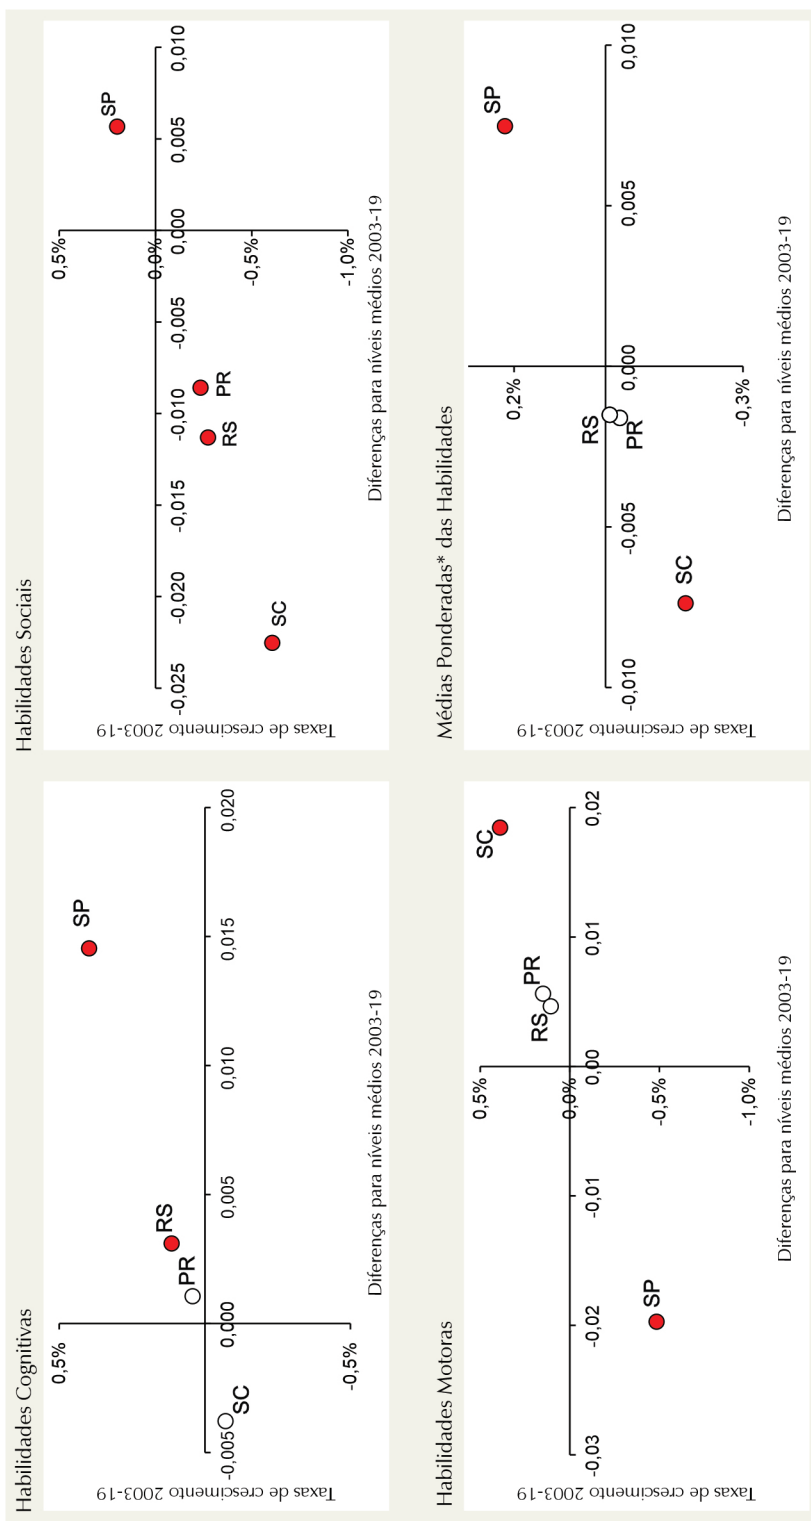 Habilidades Cognitivas
Taxas de crescimento 2003-19
0,5%
-0,5%
-0,005
0,000
0,005
0,010
0,015
0,020
SC
PR
RS
SP
Diferenças para níveis médios 2003-19
Habilidades Sociais
Taxas de crescimento 2003-19
0,5%
0,0%
-0,5%
-1,0%
-0,025
-0,020
-0,015
-0,010
-0,005
0,000
0,005
0,010
SC
RS
PR
SP
Diferenças para níveis médios 2003-19
Habilidades Motoras
Taxas de crescimento 2003-19
0,5%
0,0%
-0,5%
-1,0%
-0,03
-0,02
-0,01
0,00
0,01
0,02
SP
RS
PR
SC
Diferenças para níveis médios 2003-19
Médias Ponderadas* das Habilidades
Taxas de crescimento 2003-19
0,2%
-0,3%
-0,010
-0,005
0,000
0,005
0,010
SC
RS
PR
SP
Diferenças para níveis médios 2003-19